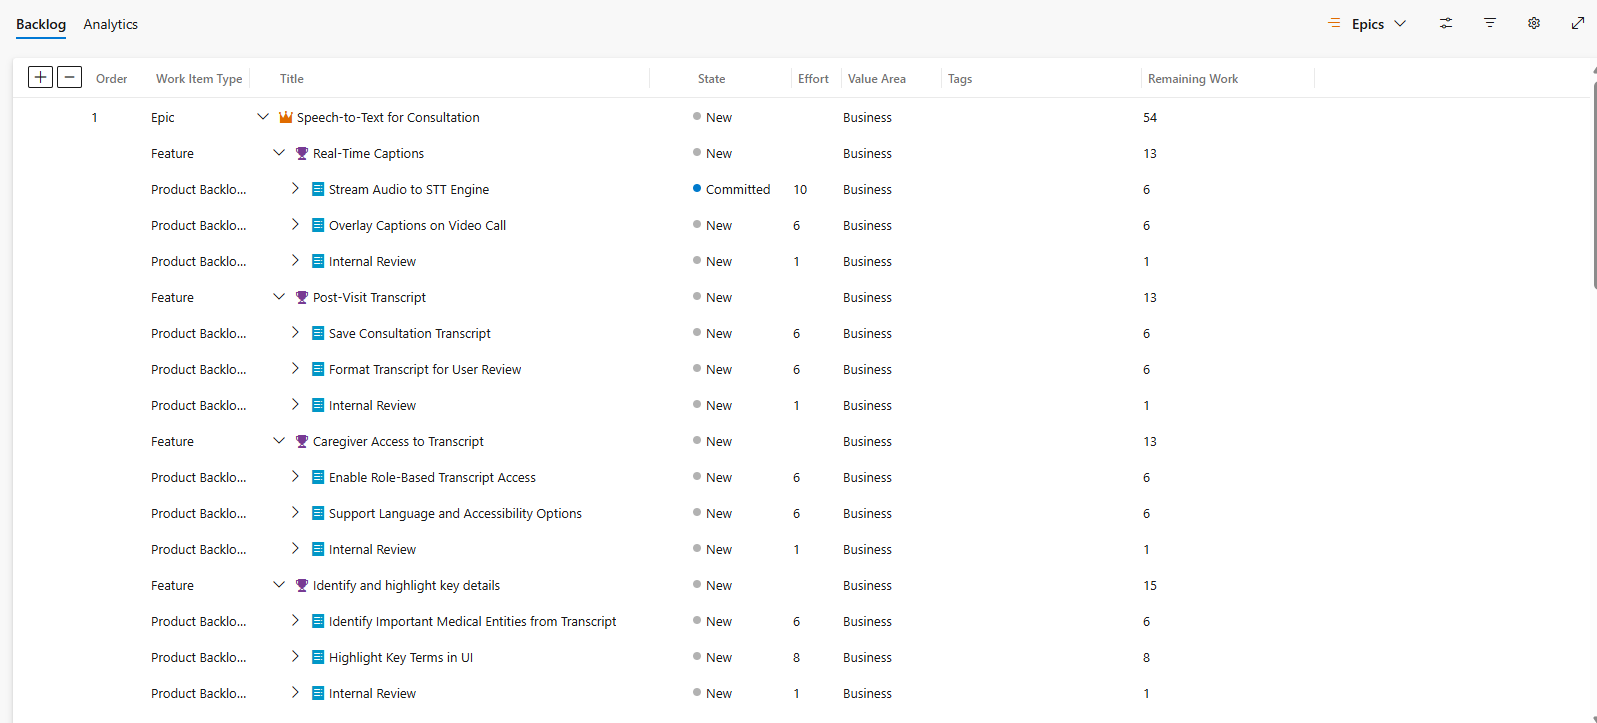 Backlog Analytics Epics
Order Work Item Type Title State Effort Value Area Tags Remaining Work
1 Epic Speech-to-Text for Consultation New Business 54
Feature Real-Time Captions New Business 13
Product Backlo... Stream Audio to STT Engine Committed 10 Business 6
Product Backlo... Overlay Captions on Video Call New 6 Business 6
Product Backlo... Internal Review New 1 Business 1
Feature Post-Visit Transcript New Business 13
Product Backlo... Save Consultation Transcript New 6 Business 6
Product Backlo... Format Transcript for User Review New 6 Business 6
Product Backlo... Internal Review New 1 Business 1
Feature Caregiver Access to Transcript New Business 13
Product Backlo... Enable Role-Based Transcript Access New 6 Business 6
Product Backlo... Support Language and Accessibility Options New 6 Business 6
Product Backlo... Internal Review New 1 Business 1
Feature Identify and highlight key details New Business 15
Product Backlo... Identify Important Medical Entities from Transcript New 6 Business 6
Product Backlo... Highlight Key Terms in UI New 8 Business 8
Product Backlo... Internal Review New 1 Business 1